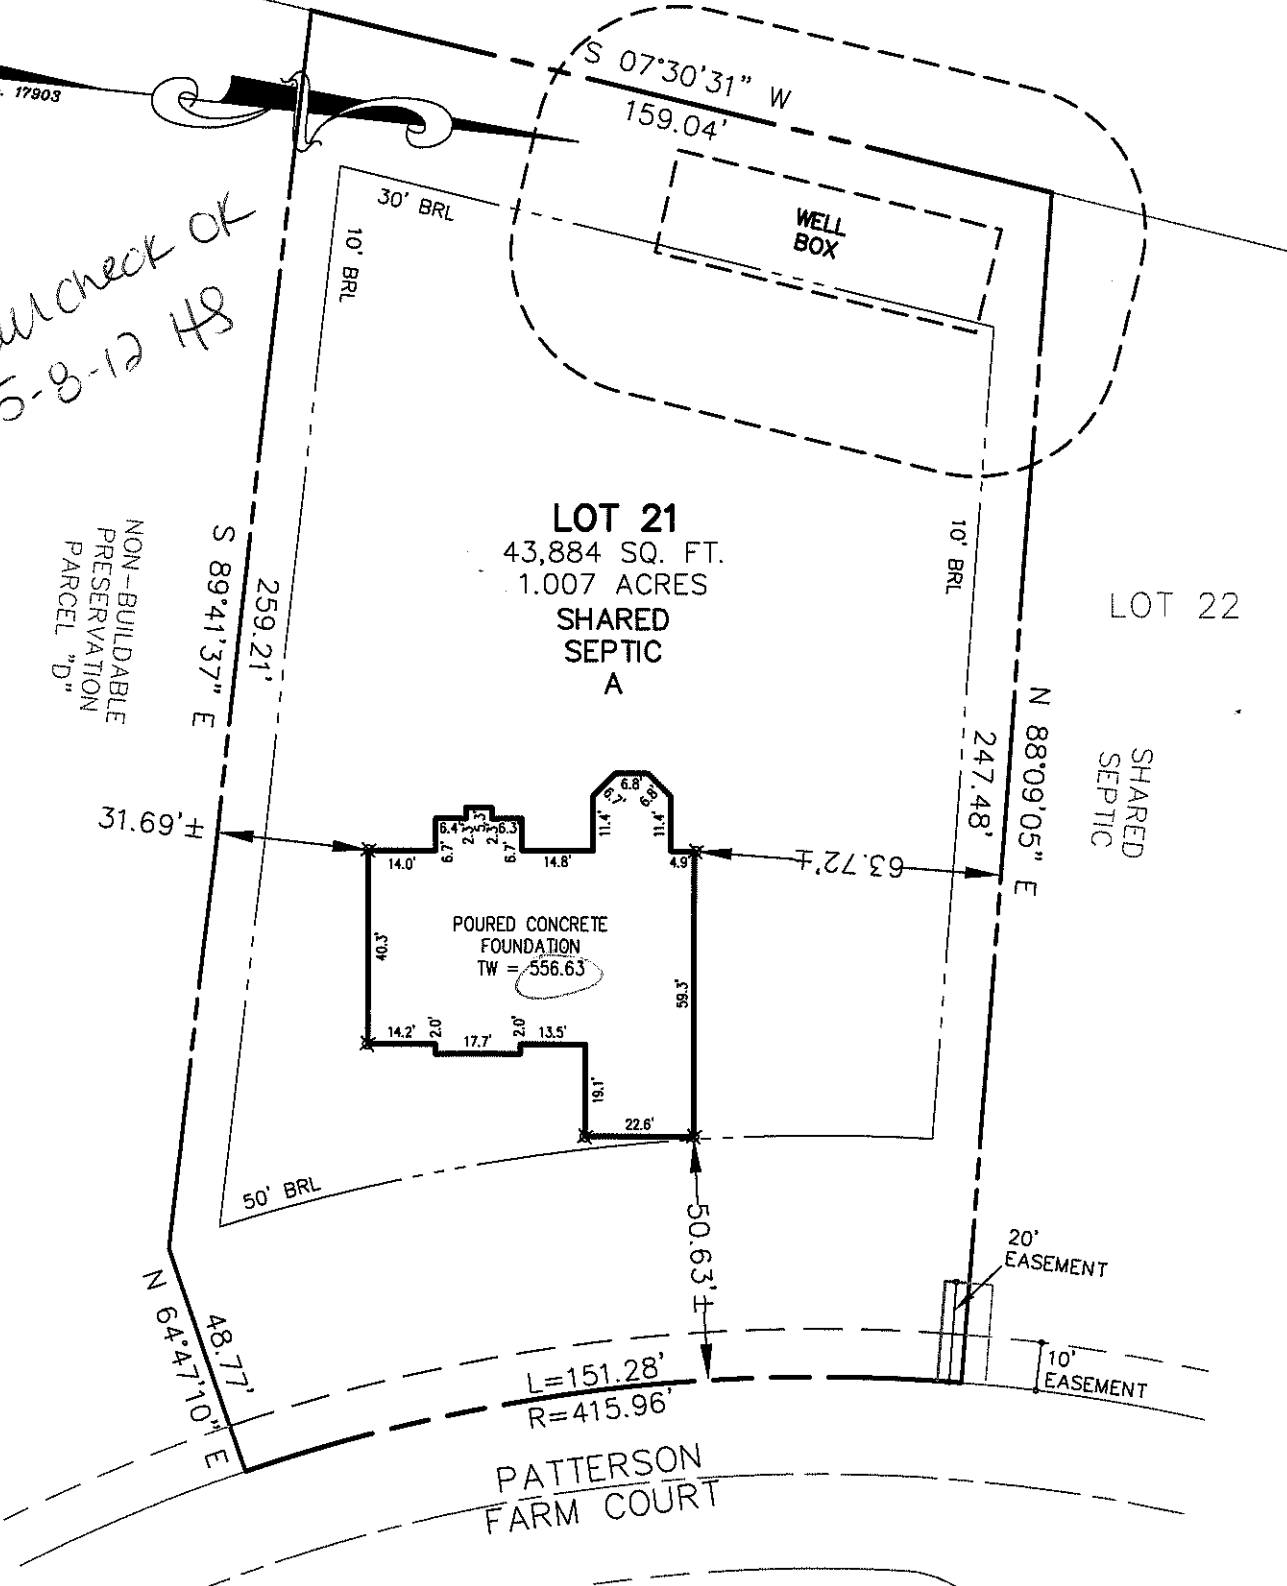 S 07°30'31" W
159.04'
17903
WELL
BOX
30' BRL
10' BRL
check OK
5-8-12 HS
LOT 21
43,884 SQ. FT.
1.007 ACRES
SHARED
SEPTIC
A
10' BRL
LOT 22
NON-BUILDABLE
PRESERVATION
PARCEL "D"
S 89°41'37" E
259.21'
N 88°09'05" E
247.48'
SHARED
SEPTIC
31.69'±
63.72'±
6.8'
6.7'
6.8'
11.4'
11.4'
6.4'
2.3'
5.3'
2.3'
6.3'
6.7'
6.7'
14.0'
14.8'
4.9'
POURED CONCRETE
FOUNDATION
TW = 556.63
40.3'
59.3'
14.2'
2.0'
17.7'
2.0'
13.5'
19.1'
22.6'
50' BRL
50.63'±
20'
EASEMENT
10'
EASEMENT
N 64°47'10" E
48.77'
L=151.28'
R=415.96'
PATTERSON
FARM COURT